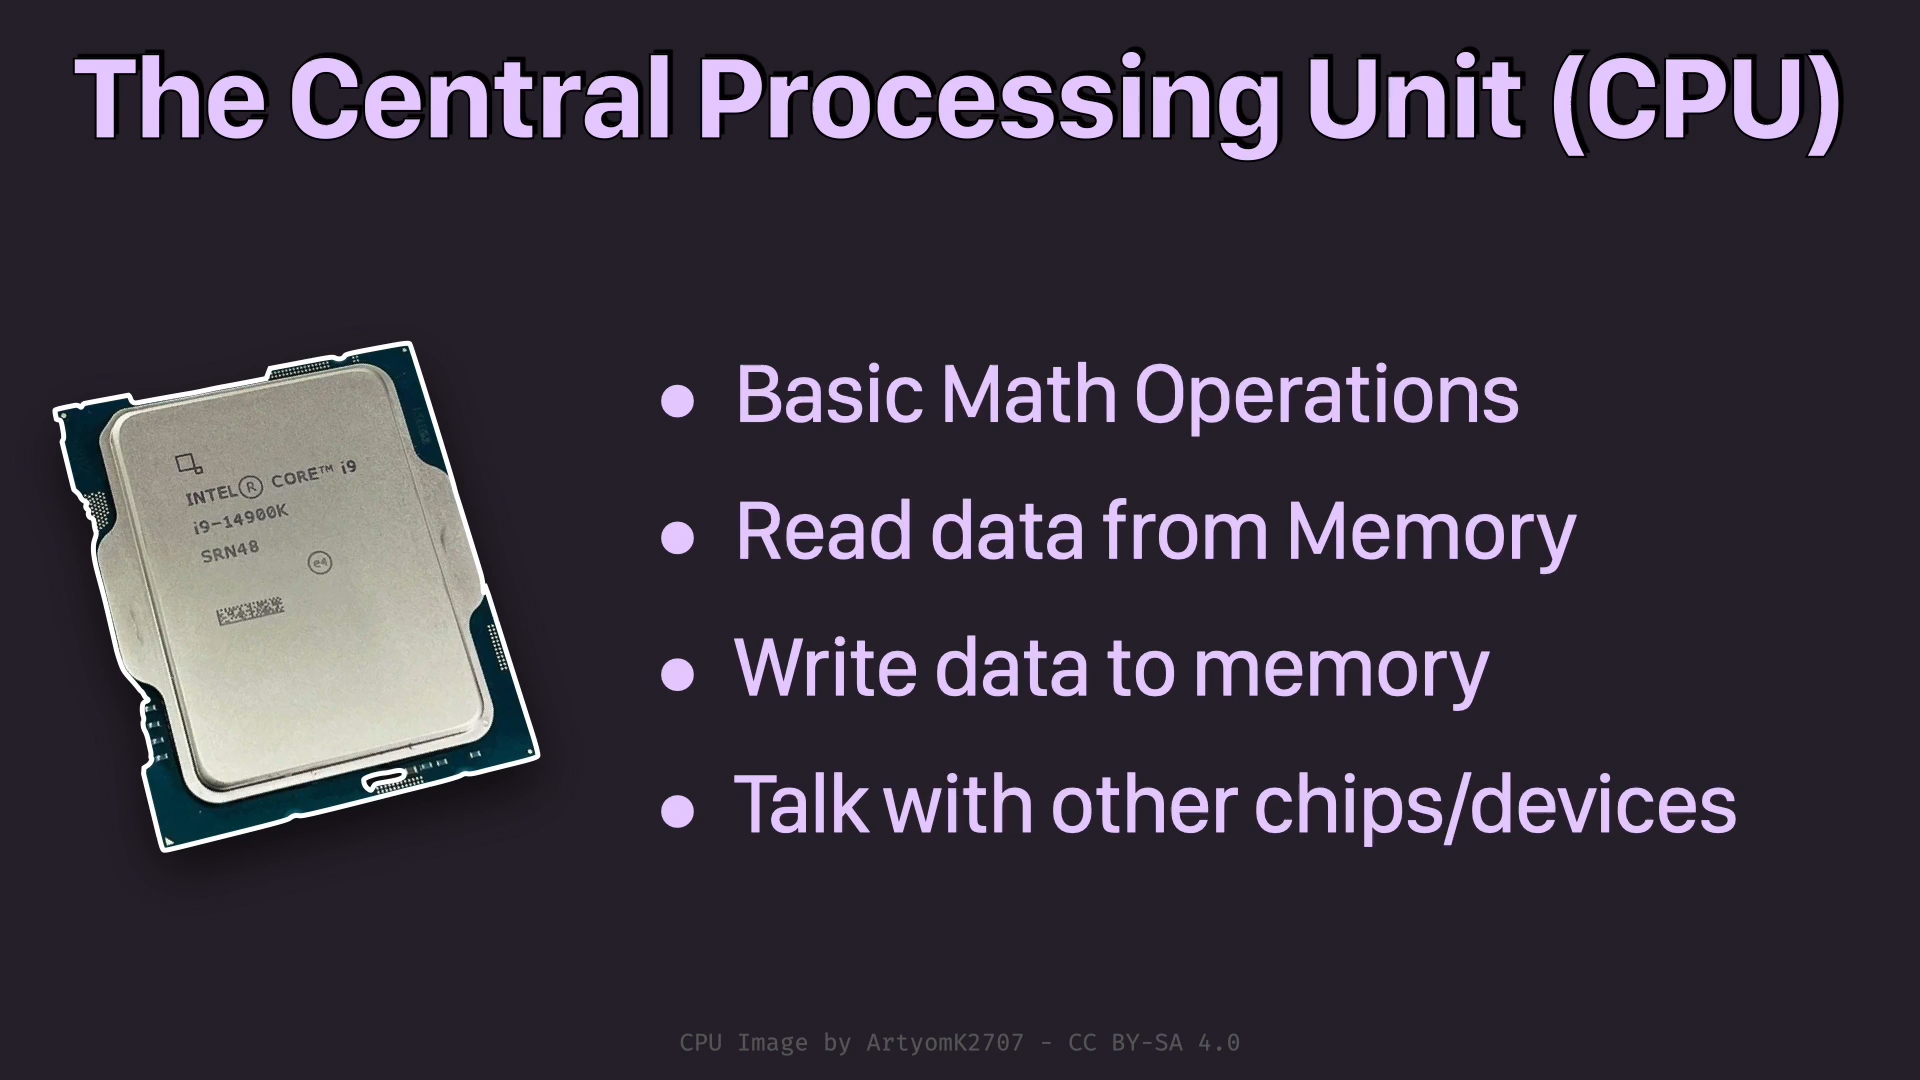 The Central Processing Unit (CPU)
INTEL® CORE™ i9
i9-14900K
SRN48
e4
• Basic Math Operations
• Read data from Memory
• Write data to memory
• Talk with other chips/devices
CPU Image by ArtyomK2707 - CC BY-SA 4.0